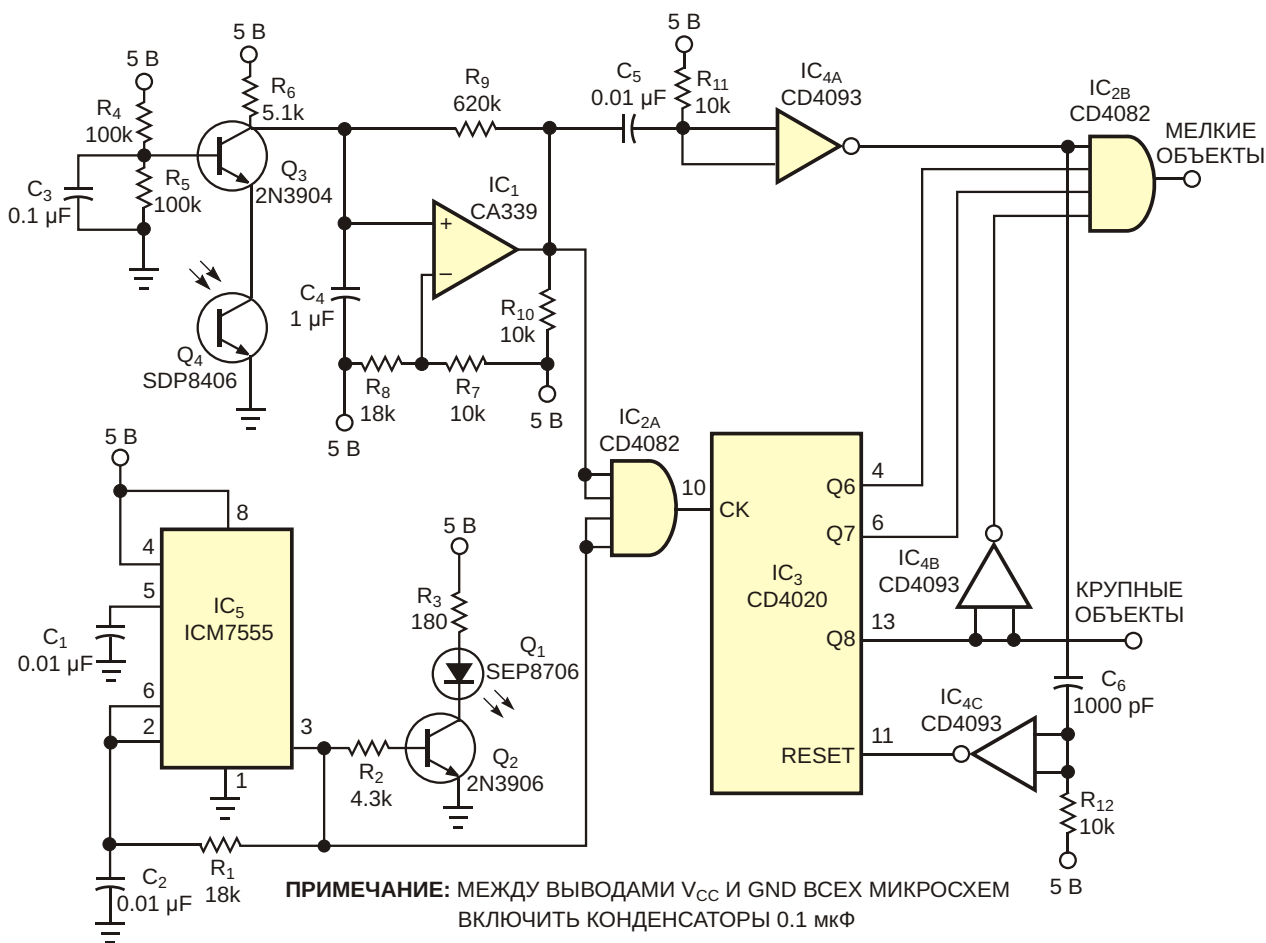 5 В
5 В
5 В
R4
100k
R6
5.1k
R9
620k
C5
0.01 µF
R11
10k
IC4A
CD4093
IC2B
CD4082
МЕЛКИЕ
ОБЪЕКТЫ
C3
0.1 µF
R5
100k
Q3
2N3904
IC1
CA339
+
–
C4
1 µF
R10
10k
Q4
SDP8406
R8
18k
R7
10k
5 В
5 В
IC2A
CD4082
5 В
8
4
5
6
2
3
1
IC5
ICM7555
C1
0.01 µF
5 В
R3
180
Q1
SEP8706
R2
4.3k
Q2
2N3906
R1
18k
C2
0.01 µF
10
CK
IC3
CD4020
Q6
4
Q7
6
Q8
13
RESET
11
IC4B
CD4093
КРУПНЫЕ
ОБЪЕКТЫ
IC4C
CD4093
C6
1000 pF
R12
10k
5 В
ПРИМЕЧАНИЕ: МЕЖДУ ВЫВОДАМИ VCC И GND ВСЕХ МИКРОСХЕМ
ВКЛЮЧИТЬ КОНДЕНСАТОРЫ 0.1 мкФ